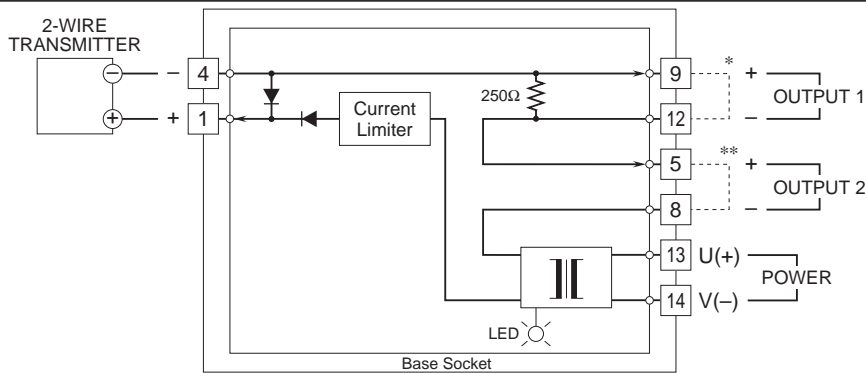 2-WIRE
TRANSMITTER
− − 4
+ + 1
Current
Limiter
250Ω
9 * + OUTPUT 1
12 −
5 ** + OUTPUT 2
8 −
13 U(+) POWER
14 V(–)
LED
Base Socket